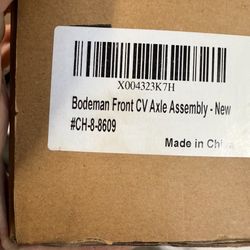 X004323K7H
Bodeman Front CV Axle Assembly - New
#CH-8-8609
Made in China